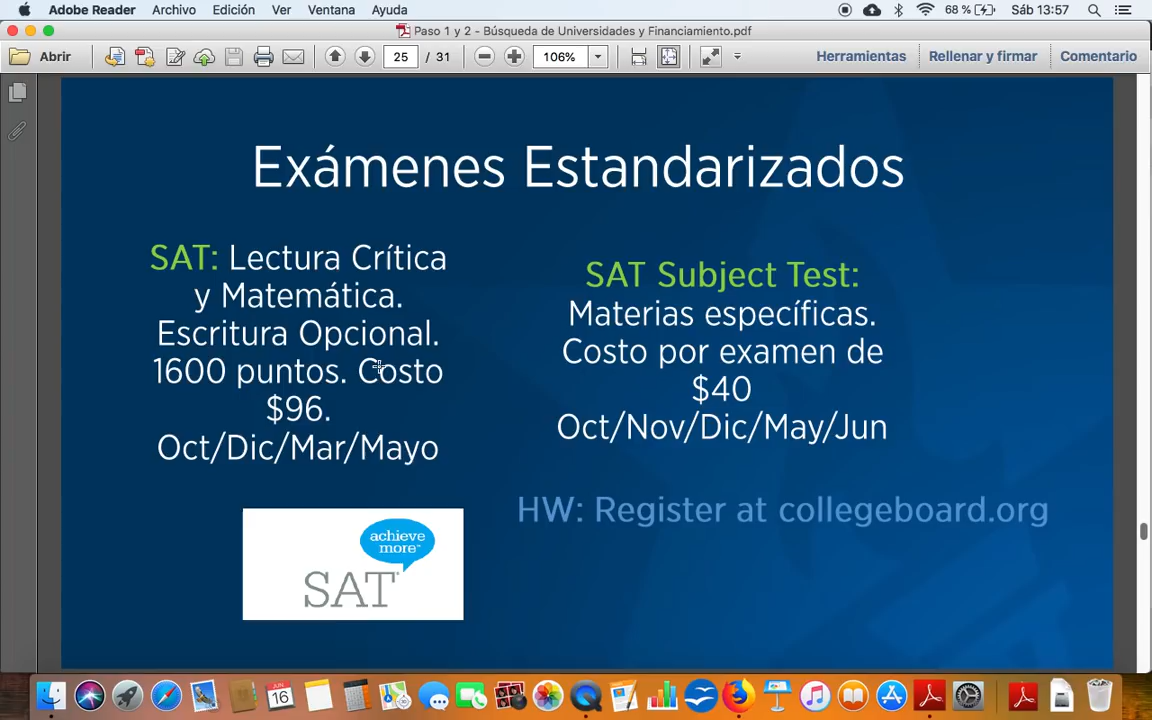 Adobe Reader Archivo Edición Ver Ventana Ayuda 68 % Sáb 13:57
Paso 1 y 2 - Búsqueda de Universidades y Financiamiento.pdf
Abrir 25 / 31 106% Herramientas Rellenar y firmar Comentario
Exámenes Estandarizados
SAT: Lectura Crítica
y Matemática.
Escritura Opcional.
1600 puntos. Costo
$96.
Oct/Dic/Mar/Mayo
SAT Subject Test:
Materias específicas.
Costo por examen de
$40
Oct/Nov/Dic/May/Jun
HW: Register at collegeboard.org
achieve
more™
SAT
JUN
16